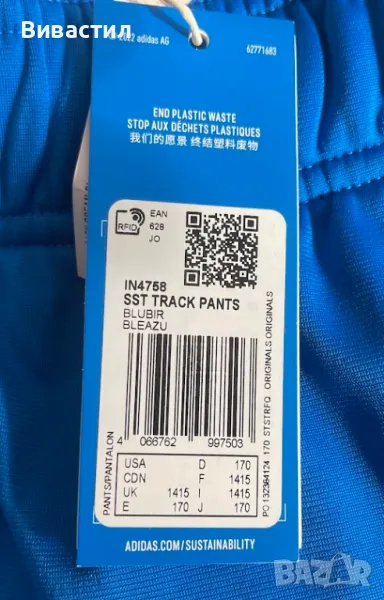 Вивастил
© 2022 adidas AG
62771683
END PLASTIC WASTE
STOP AUX DÉCHETS PLASTIQUES
我们的愿景 终结塑料废物
RFID
EAN
628
JO
IN4758
SST TRACK PANTS
BLUBIR
BLEAZU
4 066762 997503
PANTS/PANTALON
PO 132384124 170 STSTRFQ ORIGINALS ORIGINALS
USA D 170
CDN F 1415
UK 1415 I 1415
E 170 J 170
ADIDAS.COM/SUSTAINABILITY
BAZAR